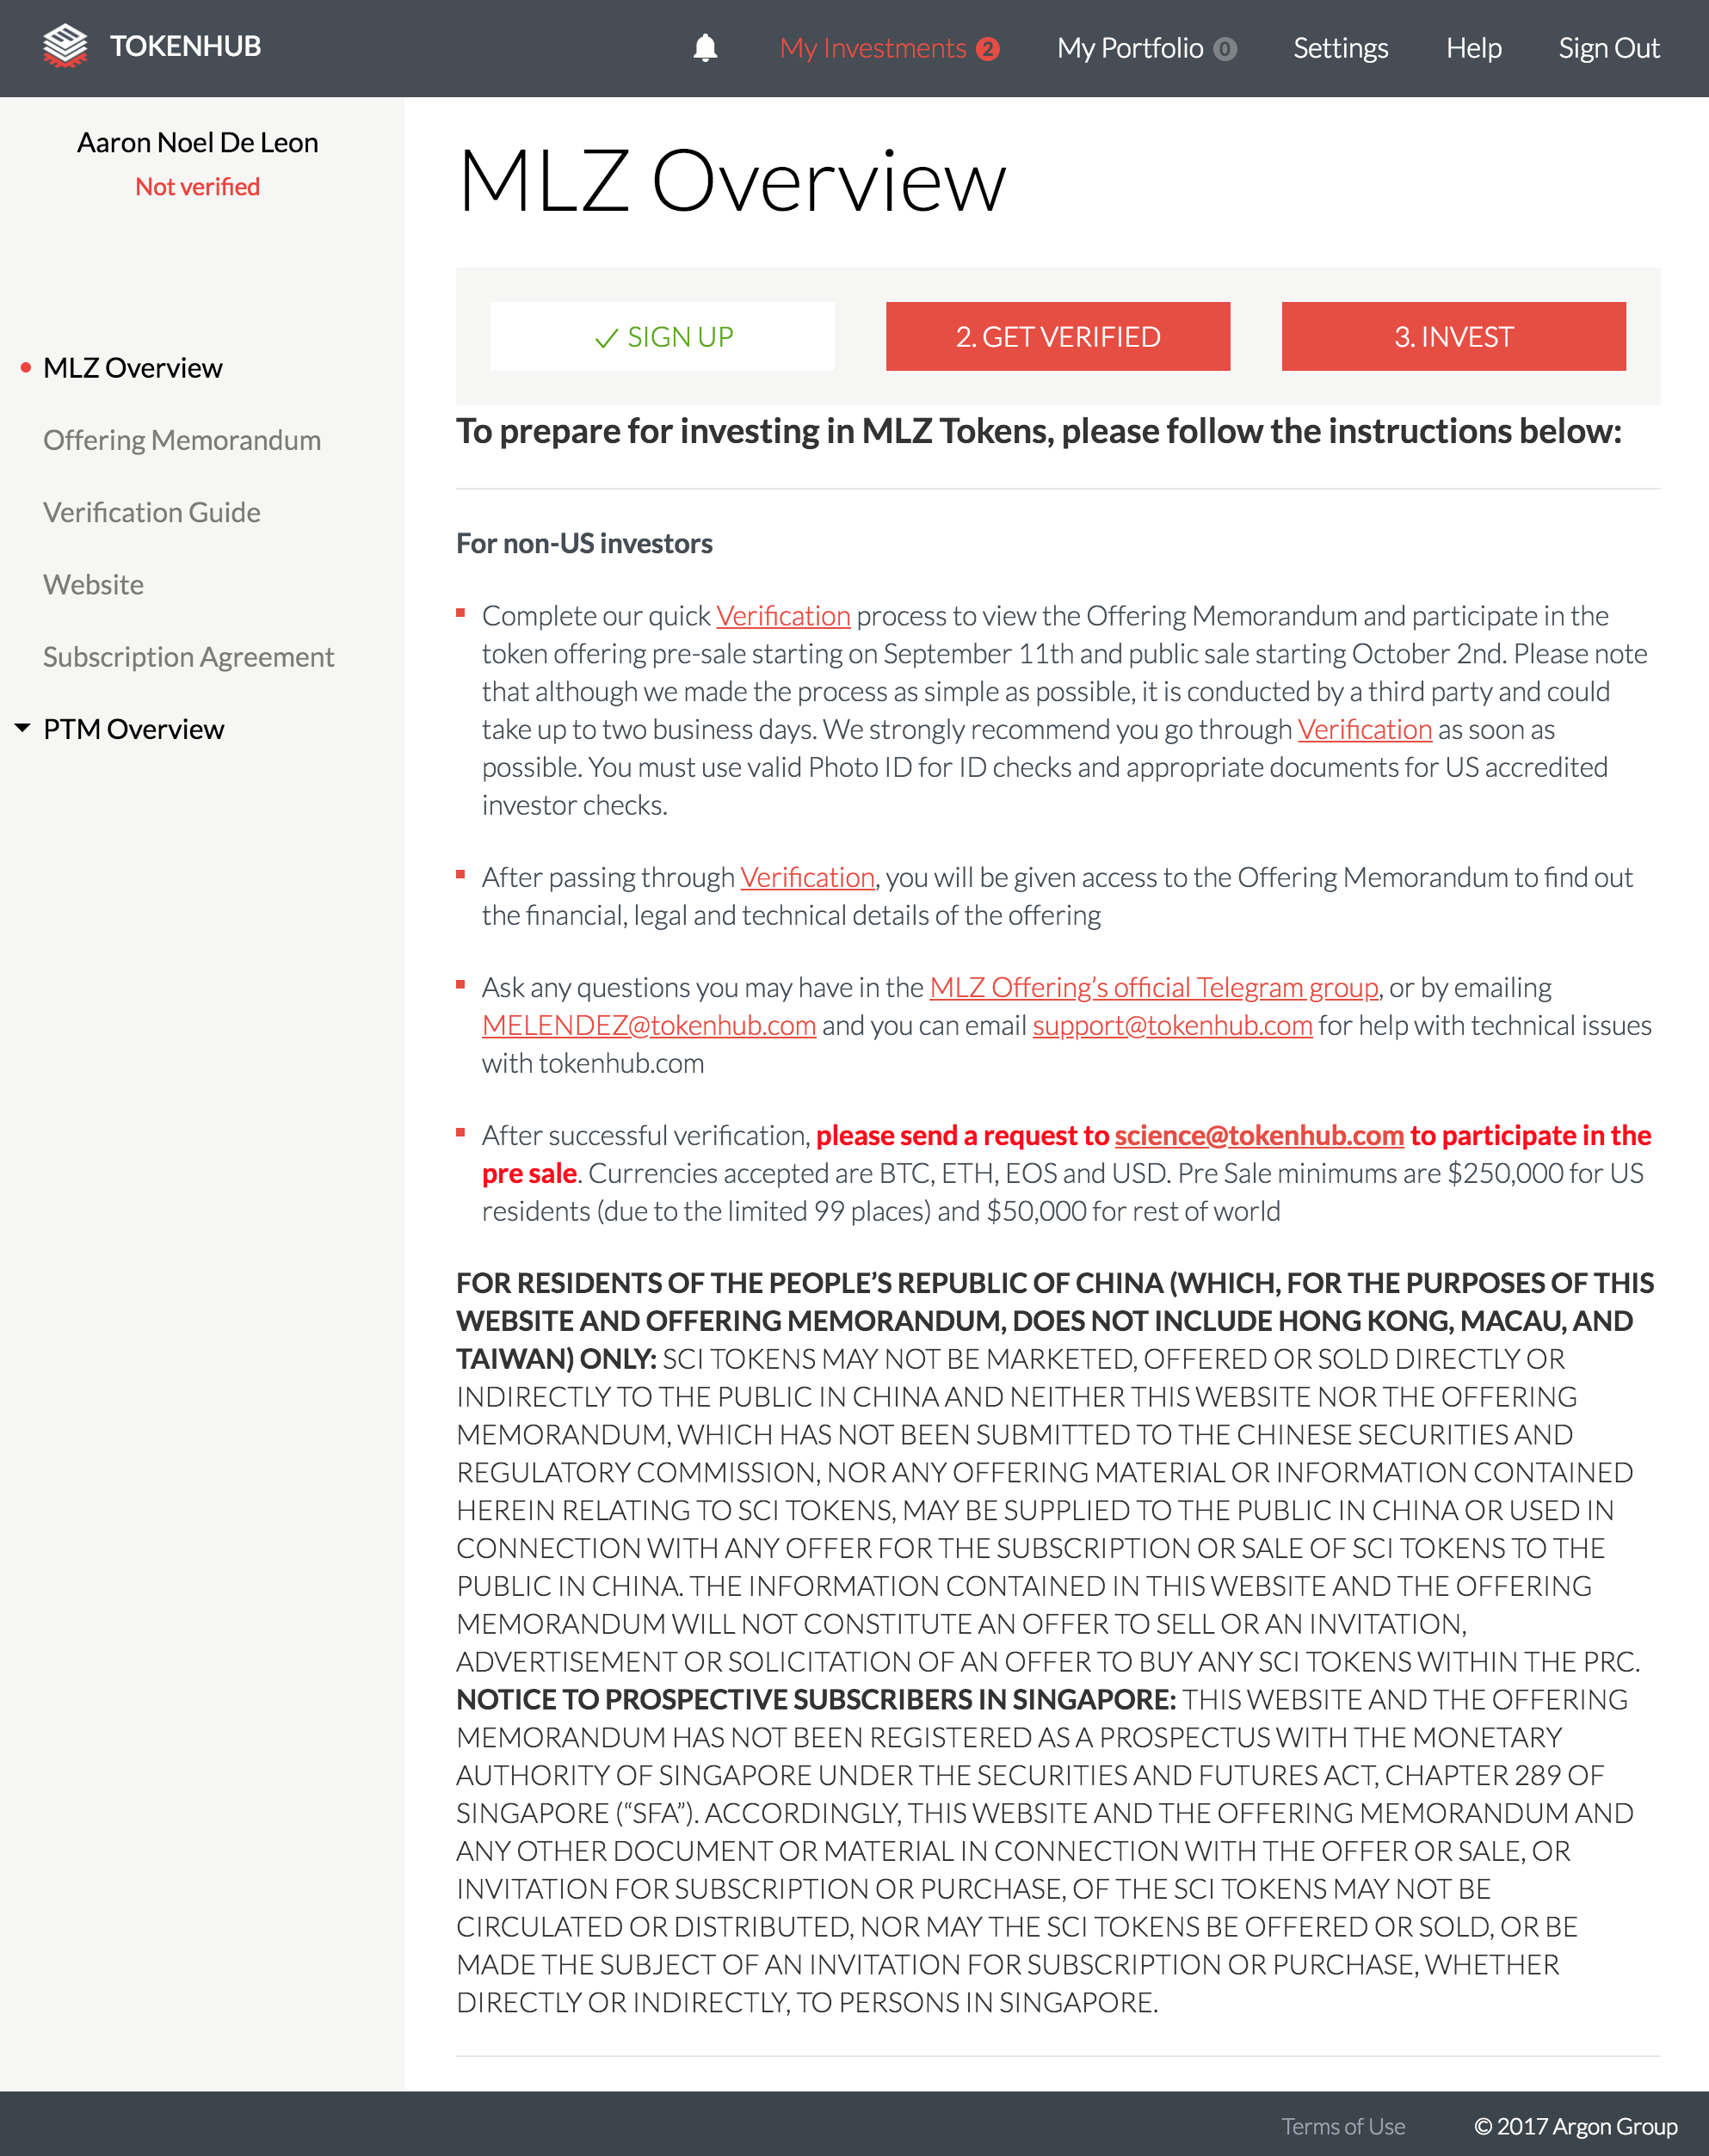 TOKENHUB
My Investments 2
My Portfolio 0
Settings
Help
Sign Out
Aaron Noel De Leon
Not verified
MLZ Overview
Offering Memorandum
Verification Guide
Website
Subscription Agreement
PTM Overview
MLZ Overview
✓ SIGN UP
2. GET VERIFIED
3. INVEST
To prepare for investing in MLZ Tokens, please follow the instructions below:
For non-US investors
Complete our quick Verification process to view the Offering Memorandum and participate in the
token offering pre-sale starting on September 11th and public sale starting October 2nd. Please note
that although we made the process as simple as possible, it is conducted by a third party and could
take up to two business days. We strongly recommend you go through Verification as soon as
possible. You must use valid Photo ID for ID checks and appropriate documents for US accredited
investor checks.
After passing through Verification, you will be given access to the Offering Memorandum to find out
the financial, legal and technical details of the offering
Ask any questions you may have in the MLZ Offering’s official Telegram group, or by emailing
MELENDEZ@tokenhub.com and you can email support@tokenhub.com for help with technical issues
with tokenhub.com
After successful verification, please send a request to science@tokenhub.com to participate in the
pre sale. Currencies accepted are BTC, ETH, EOS and USD. Pre Sale minimums are $250,000 for US
residents (due to the limited 99 places) and $50,000 for rest of world
FOR RESIDENTS OF THE PEOPLE’S REPUBLIC OF CHINA (WHICH, FOR THE PURPOSES OF THIS
WEBSITE AND OFFERING MEMORANDUM, DOES NOT INCLUDE HONG KONG, MACAU, AND
TAIWAN) ONLY: SCI TOKENS MAY NOT BE MARKETED, OFFERED OR SOLD DIRECTLY OR
INDIRECTLY TO THE PUBLIC IN CHINA AND NEITHER THIS WEBSITE NOR THE OFFERING
MEMORANDUM, WHICH HAS NOT BEEN SUBMITTED TO THE CHINESE SECURITIES AND
REGULATORY COMMISSION, NOR ANY OFFERING MATERIAL OR INFORMATION CONTAINED
HEREIN RELATING TO SCI TOKENS, MAY BE SUPPLIED TO THE PUBLIC IN CHINA OR USED IN
CONNECTION WITH ANY OFFER FOR THE SUBSCRIPTION OR SALE OF SCI TOKENS TO THE
PUBLIC IN CHINA. THE INFORMATION CONTAINED IN THIS WEBSITE AND THE OFFERING
MEMORANDUM WILL NOT CONSTITUTE AN OFFER TO SELL OR AN INVITATION,
ADVERTISEMENT OR SOLICITATION OF AN OFFER TO BUY ANY SCI TOKENS WITHIN THE PRC.
NOTICE TO PROSPECTIVE SUBSCRIBERS IN SINGAPORE: THIS WEBSITE AND THE OFFERING
MEMORANDUM HAS NOT BEEN REGISTERED AS A PROSPECTUS WITH THE MONETARY
AUTHORITY OF SINGAPORE UNDER THE SECURITIES AND FUTURES ACT, CHAPTER 289 OF
SINGAPORE (“SFA”). ACCORDINGLY, THIS WEBSITE AND THE OFFERING MEMORANDUM AND
ANY OTHER DOCUMENT OR MATERIAL IN CONNECTION WITH THE OFFER OR SALE, OR
INVITATION FOR SUBSCRIPTION OR PURCHASE, OF THE SCI TOKENS MAY NOT BE
CIRCULATED OR DISTRIBUTED, NOR MAY THE SCI TOKENS BE OFFERED OR SOLD, OR BE
MADE THE SUBJECT OF AN INVITATION FOR SUBSCRIPTION OR PURCHASE, WHETHER
DIRECTLY OR INDIRECTLY, TO PERSONS IN SINGAPORE.
Terms of Use
© 2017 Argon Group